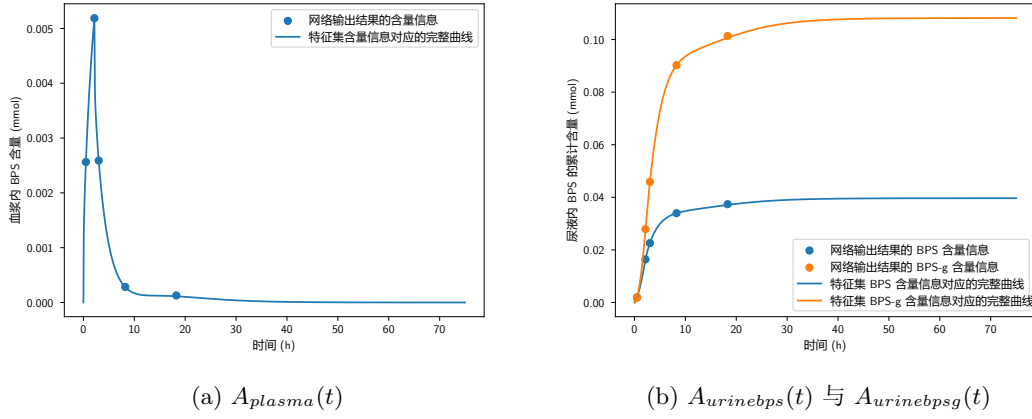 网络输出结果的含量信息
特征集含量信息对应的完整曲线
血浆内 BPS 含量 (mmol)
0.005
0.004
0.003
0.002
0.001
0.000
0 10 20 30 40 50 60 70
时间 (h)
(a) A_{plasma}(t)
尿液内 BPS 的累计含量 (mmol)
0.10
0.08
0.06
0.04
0.02
0.00
网络输出结果的 BPS 含量信息
网络输出结果的 BPS-g 含量信息
特征集 BPS 含量信息对应的完整曲线
特征集 BPS-g 含量信息对应的完整曲线
0 10 20 30 40 50 60 70
时间 (h)
(b) A_{urinebps}(t) 与 A_{urinebpsg}(t)